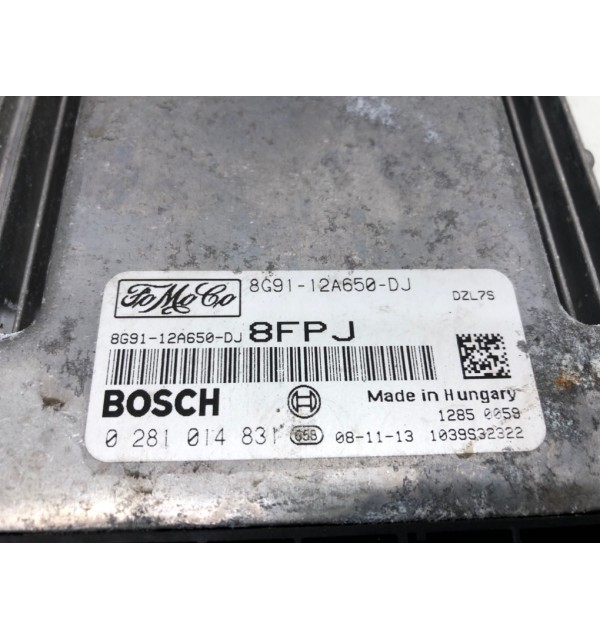 FoMoCo 8G91-12A650-DJ DZL7S
8G91-12A650-DJ 8FPJ
BOSCH Made in Hungary
1285 0059
0 281 014 831 658 08-11-13 1039S32322